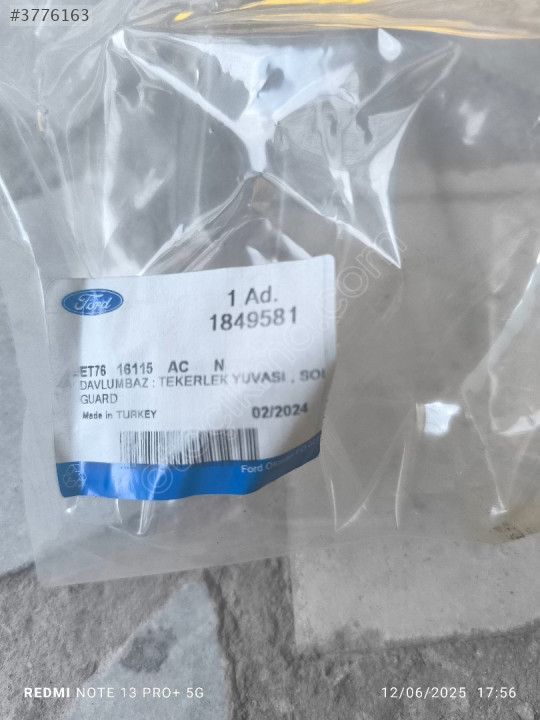 #3776163
Ford
1 Ad.
1849581
ET76 16115 AC N
DAVLUMBAZ : TEKERLEK YUVASI , SOL
GUARD
Made in TURKEY 02/2024
Ford
REDMI NOTE 13 PRO+ 5G 12/06/2025 17:56